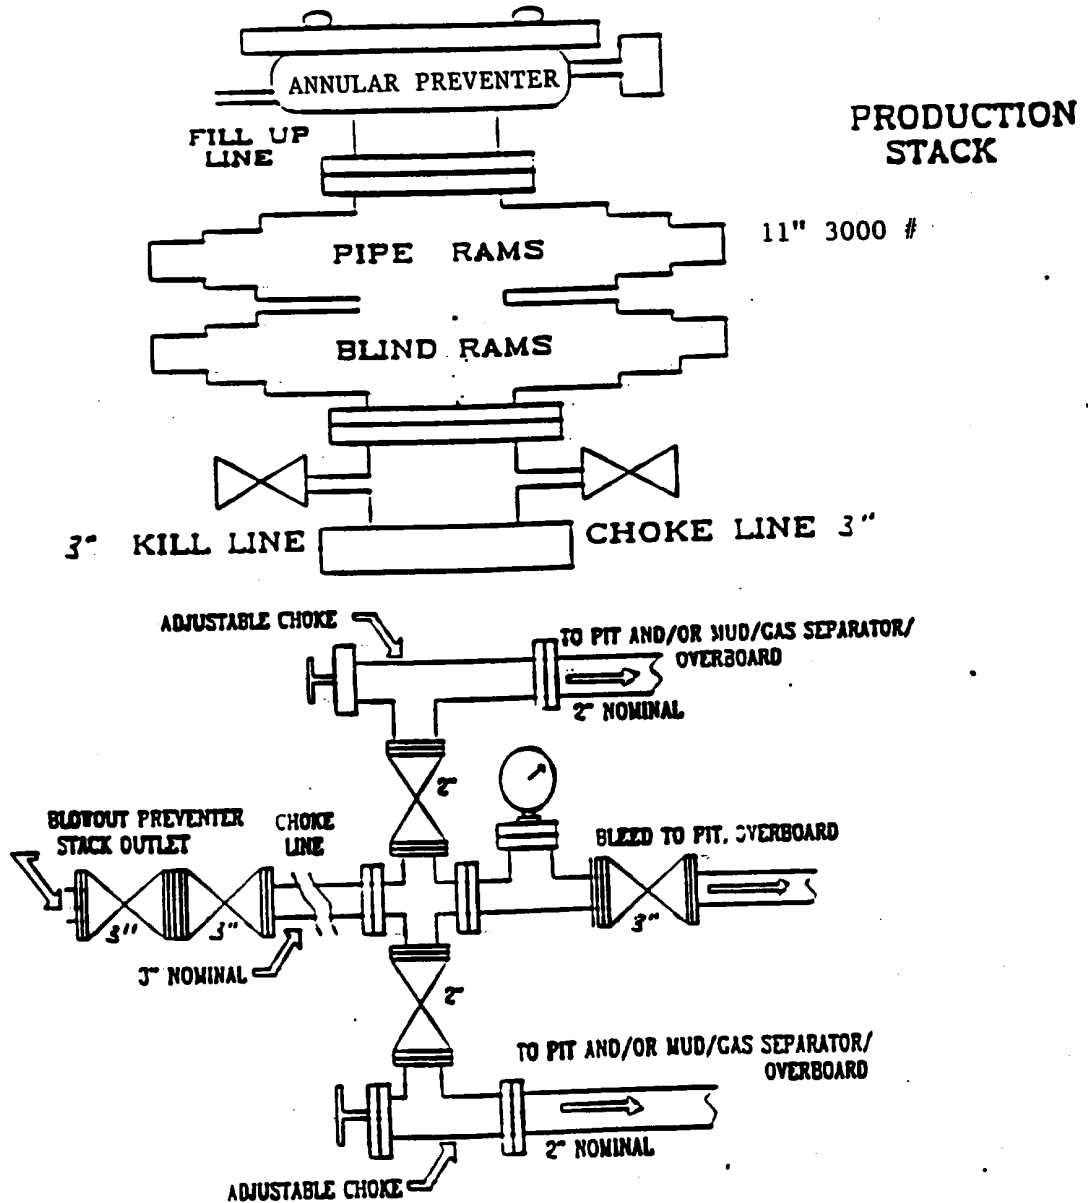 ANNULAR PREVENTER
FILL UP
LINE
PRODUCTION
STACK
11" 3000 #
PIPE RAMS
BLIND RAMS
3" KILL LINE
CHOKE LINE 3"
ADJUSTABLE CHOKE
TO PIT AND/OR MUD/GAS SEPARATOR/
OVERBOARD
2" NOMINAL
2"
BLOWOUT PREVENTER
STACK OUTLET
CHOKE
LINE
BLEED TO PIT, OVERBOARD
3"
3"
3"
3" NOMINAL
2"
TO PIT AND/OR MUD/GAS SEPARATOR/
OVERBOARD
2" NOMINAL
ADJUSTABLE CHOKE